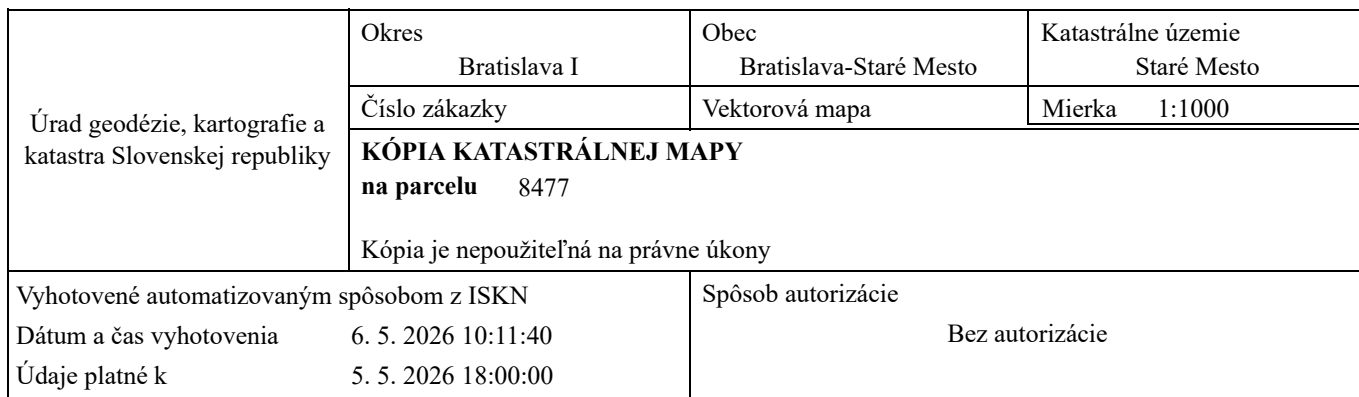 Úrad geodézie, kartografie a
katastra Slovenskej republiky
Okres
Bratislava I
Obec
Bratislava-Staré Mesto
Katastrálne územie
Staré Mesto
Číslo zákazky
Vektorová mapa
Mierka 1:1000
KÓPIA KATASTRÁLNEJ MAPY
na parcelu 8477
Kópia je nepoužiteľná na právne úkony
Vyhotovené automatizovaným spôsobom z ISKN
Dátum a čas vyhotovenia 6. 5. 2026 10:11:40
Údaje platné k 5. 5. 2026 18:00:00
Spôsob autorizácie
Bez autorizácie